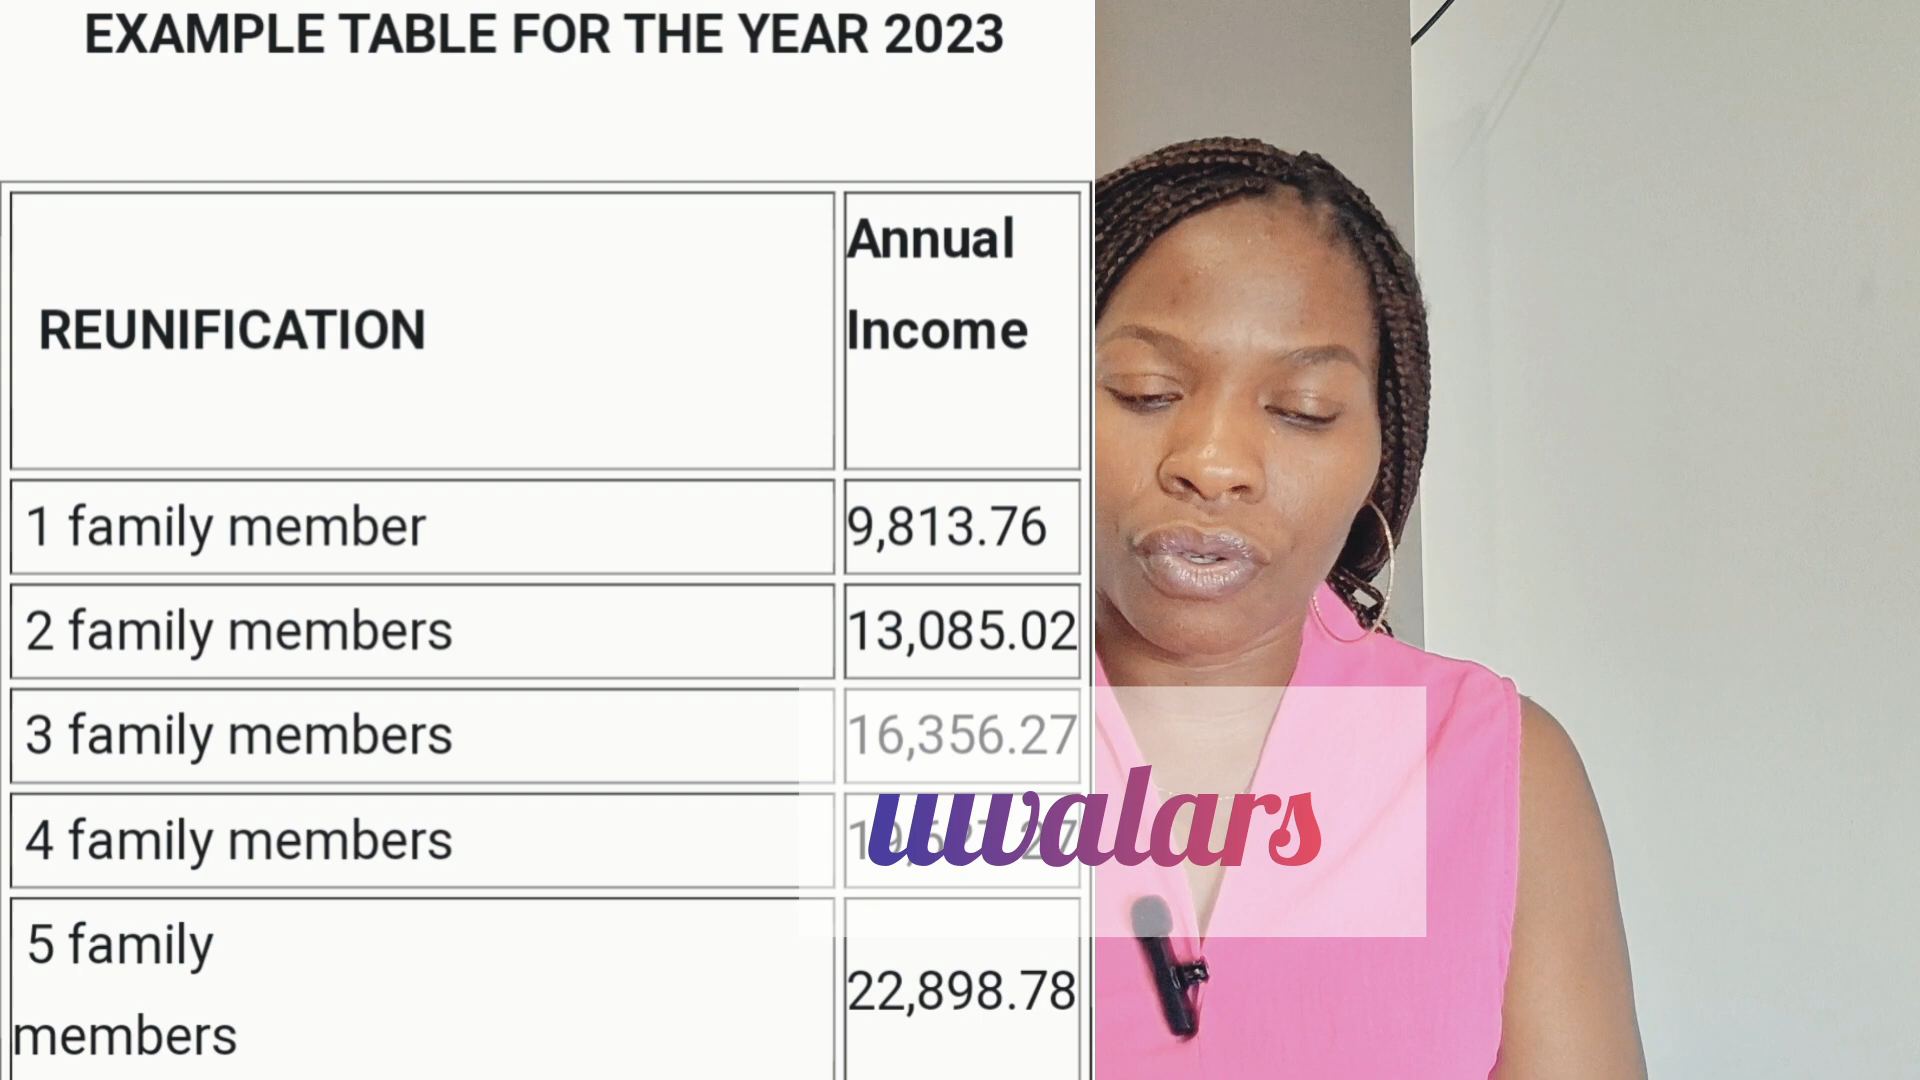 EXAMPLE TABLE FOR THE YEAR 2023
REUNIFICATION
Annual
Income
1 family member
9,813.76
2 family members
13,085.02
3 family members
16,356.27
4 family members
uwalars
5 family
members
22,898.78